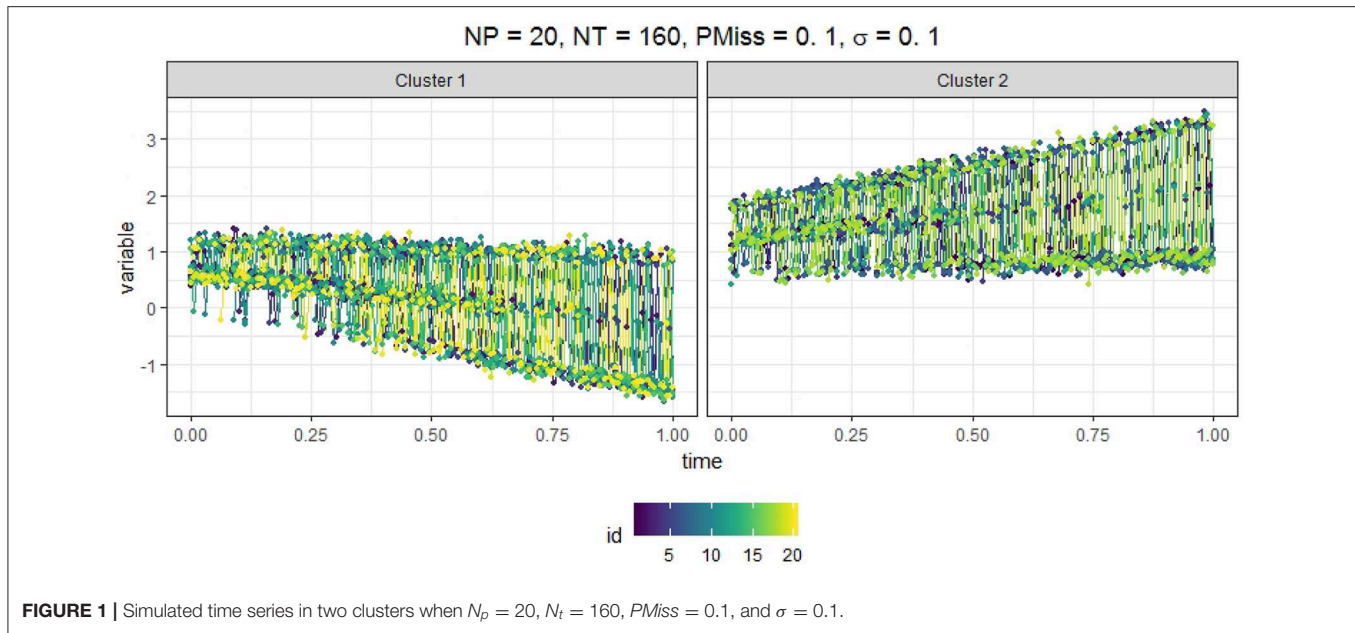 NP = 20, NT = 160, PMiss = 0. 1, σ = 0. 1
Cluster 1
Cluster 2
variable
3
2
1
0
-1
0.00 0.25 0.50 0.75 1.00
0.00 0.25 0.50 0.75 1.00
time
id
5 10 15 20
FIGURE 1 | Simulated time series in two clusters when Np = 20, Nt = 160, PMiss = 0.1, and σ = 0.1.